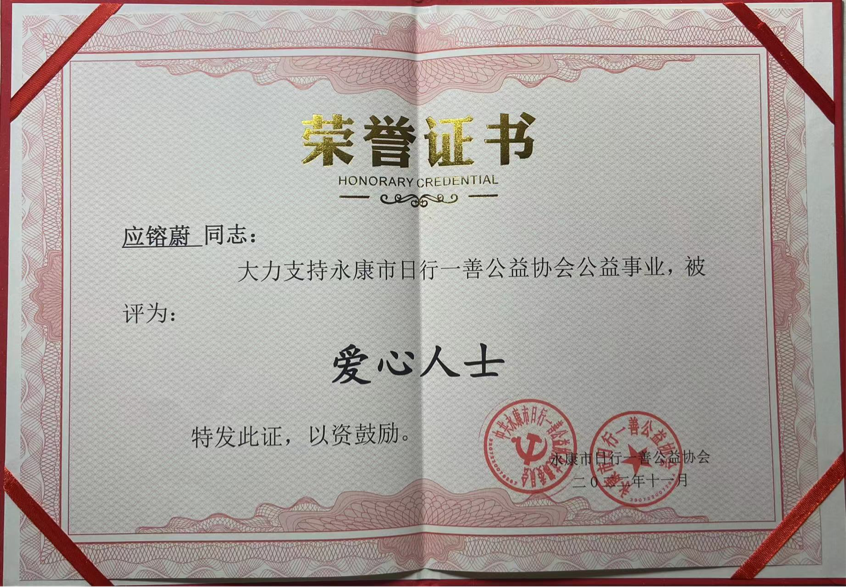 荣誉证书
HONORARY CREDENTIAL
应镕蔚 同志：
大力支持永康市日行一善公益协会公益事业，被
评为：
爱心人士
特发此证，以资鼓励。
永康市日行一善公益协会
二〇二 年十一月